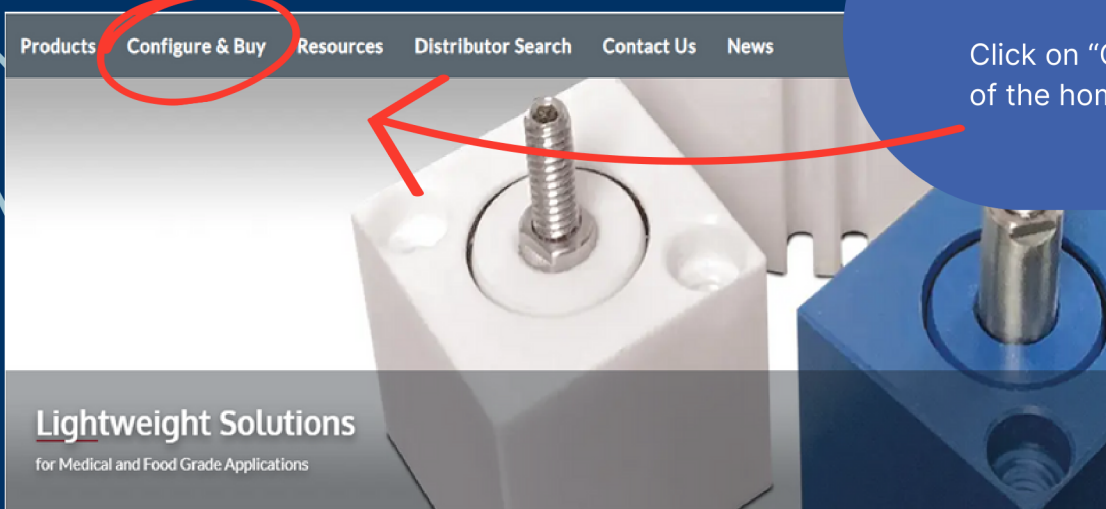 Products Configure & Buy Resources Distributor Search Contact Us News
Click on “
of the
Lightweight Solutions
for Medical and Food Grade Applications